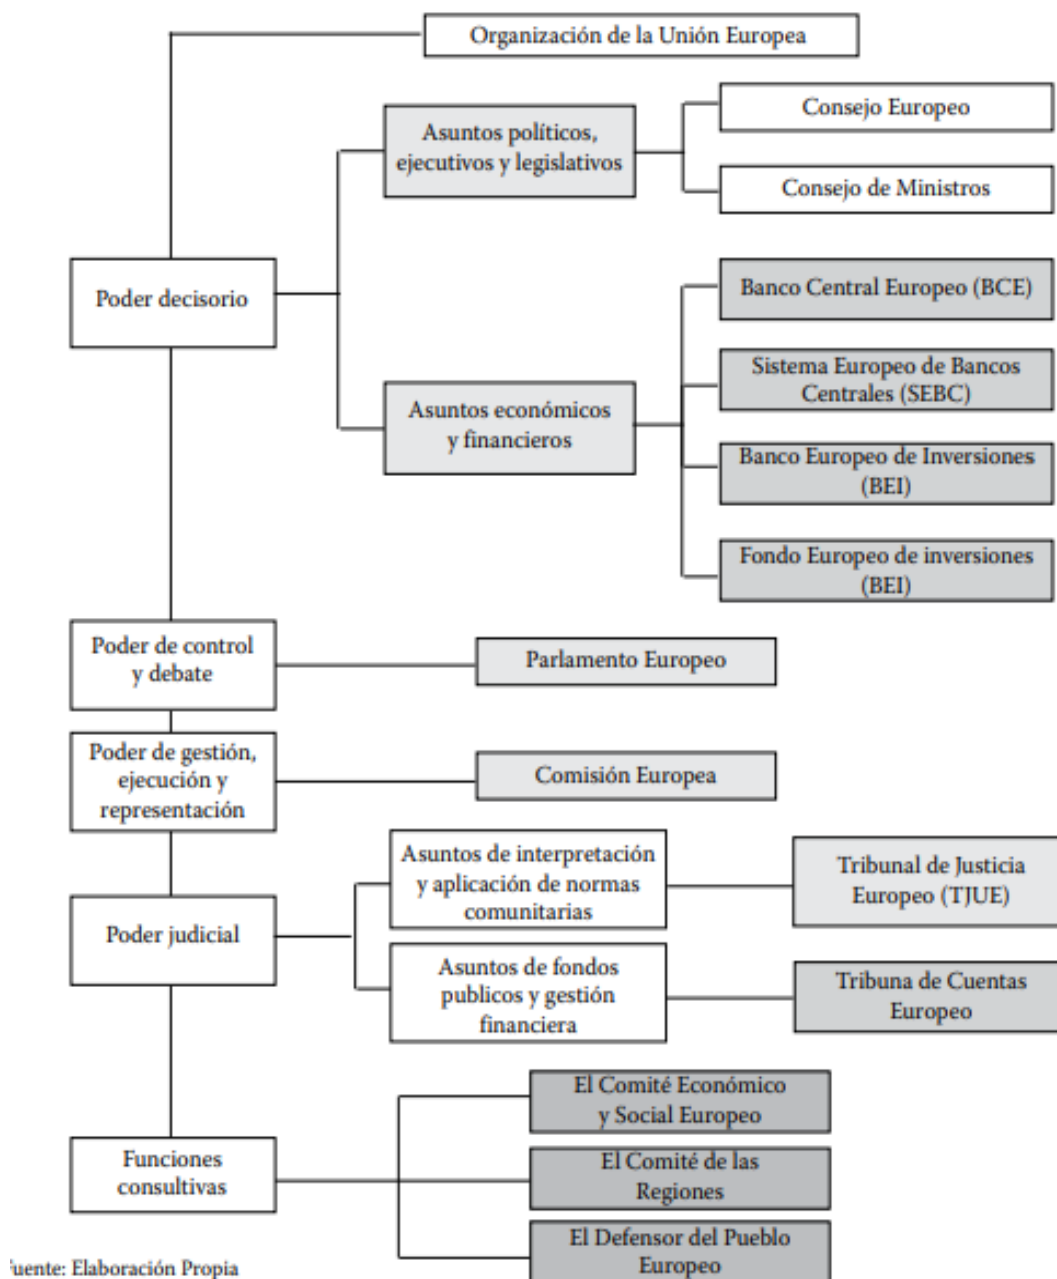 Organización de la Unión Europea
Asuntos políticos,
ejecutivos y legislativos
Consejo Europeo
Consejo de Ministros
Poder decisorio
Banco Central Europeo (BCE)
Sistema Europeo de Bancos
Centrales (SEBC)
Asuntos económicos
y financieros
Banco Europeo de Inversiones
(BEI)
Fondo Europeo de inversiones
(BEI)
Poder de control
y debate
Parlamento Europeo
Poder de gestión,
ejecución y
representación
Comisión Europea
Poder judicial
Asuntos de interpretación
y aplicación de normas
comunitarias
Tribunal de Justicia
Europeo (TJUE)
Asuntos de fondos
publicos y gestión
financiera
Tribuna de Cuentas
Europeo
Funciones
consultivas
El Comité Económico
y Social Europeo
El Comité de las
Regiones
El Defensor del Pueblo
Europeo
uente: Elaboración Propia